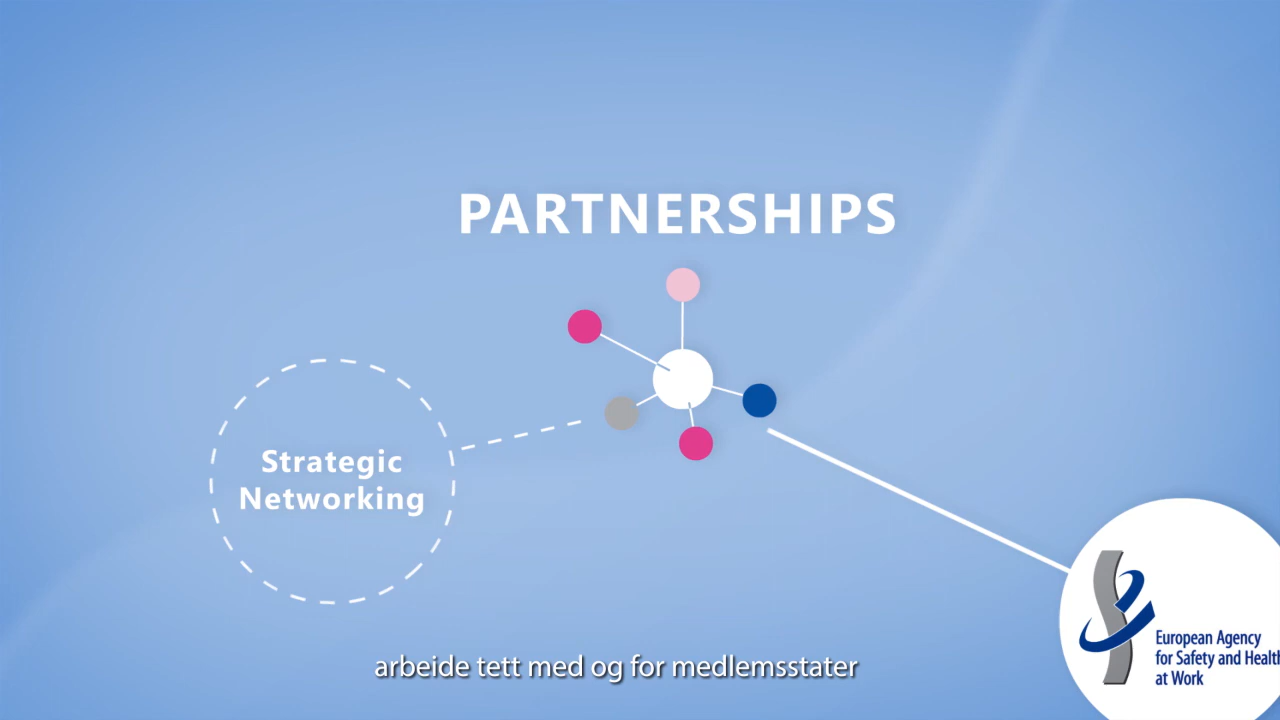 PARTNERSHIPS
Strategic
Networking
European Agency
for Safety and Health
at Work
arbeide tett med og for medlemsstater